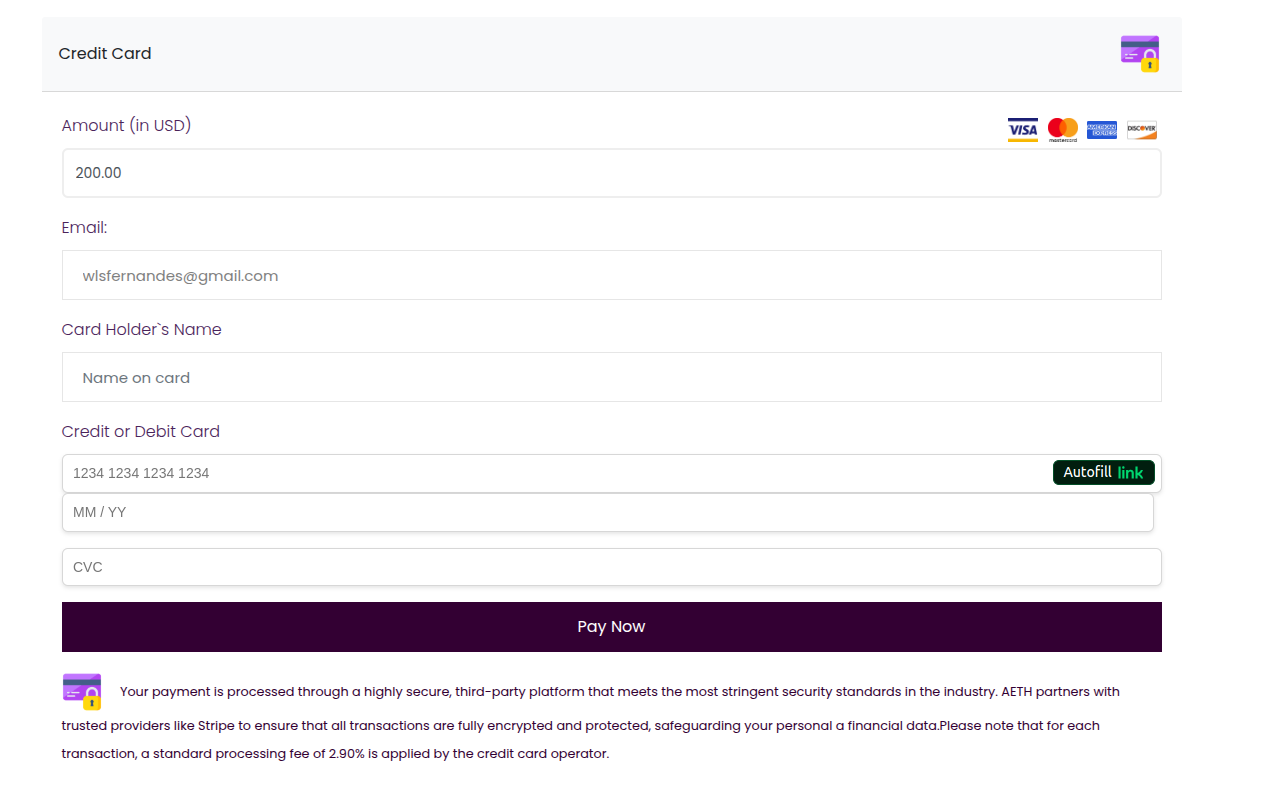 Credit Card
Amount (in USD)
VISA mastercard AMERICAN EXPRESS DISCOVER
200.00
Email:
wlsfernandes@gmail.com
Card Holder`s Name
Name on card
Credit or Debit Card
1234 1234 1234 1234 Autofill link
MM / YY
CVC
Pay Now
Your payment is processed through a highly secure, third-party platform that meets the most stringent security standards in the industry. AETH partners with
trusted providers like Stripe to ensure that all transactions are fully encrypted and protected, safeguarding your personal a financial data.Please note that for each
transaction, a standard processing fee of 2.90% is applied by the credit card operator.